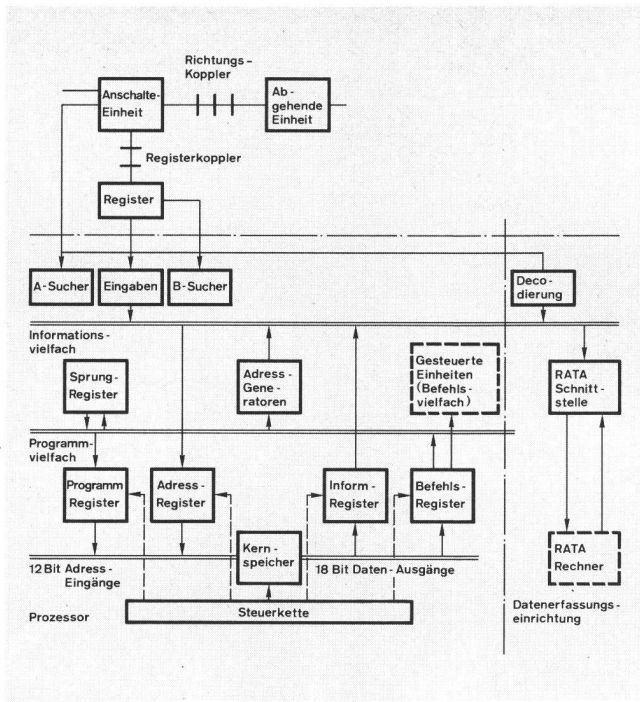 Richtungs-
Koppler
Anschalte-
Einheit
Ab-
gehende
Einheit
Registerkoppler
Register
A-Sucher
Eingaben
B-Sucher
Deco-
dierung
Informations-
vielfach
Sprung-
Register
Adress-
Gene-
ratoren
Gesteuerte
Einheiten
(Befehls-
vielfach)
RATA
Schnitt-
stelle
Programm-
vielfach
Programm
Register
Adress-
Register
Inform.-
Register
Befehls-
Register
Kern-
speicher
12 Bit Adress-
Eingänge
18 Bit Daten-Ausgänge
RATA
Rechner
Steuerkette
Prozessor
Datenerfassungs-
einrichtung